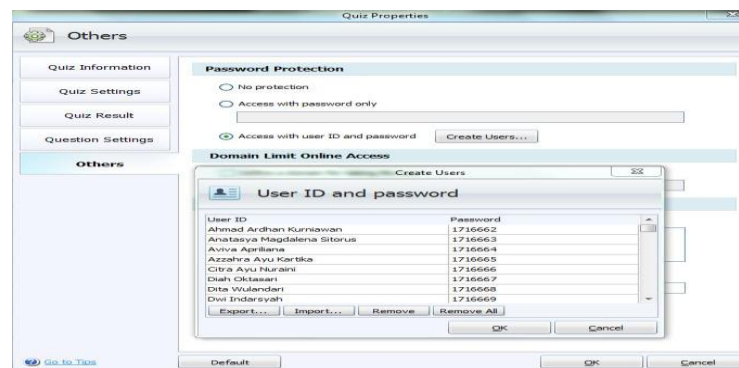 Quiz Properties
Others
Quiz Information
Quiz Settings
Quiz Result
Question Settings
Others
Password Protection
No protection
Access with password only
Access with user ID and password Create Users...
Domain Limit Online Access
Create Users
User ID and password
User ID Password
Ahmad Ardhan Kurniawan 1716662
Anatasya Magdalena Sitorus 1716663
Aviva Apriliana 1716664
Azzahra Ayu Kartika 1716665
Citra Ayu Nuraini 1716666
Diah Oktasari 1716667
Dita Wulandari 1716668
Dwi Indarsyah 1716669
Export... Import... Remove Remove All
OK Cancel
Go to Tips Default OK Cancel